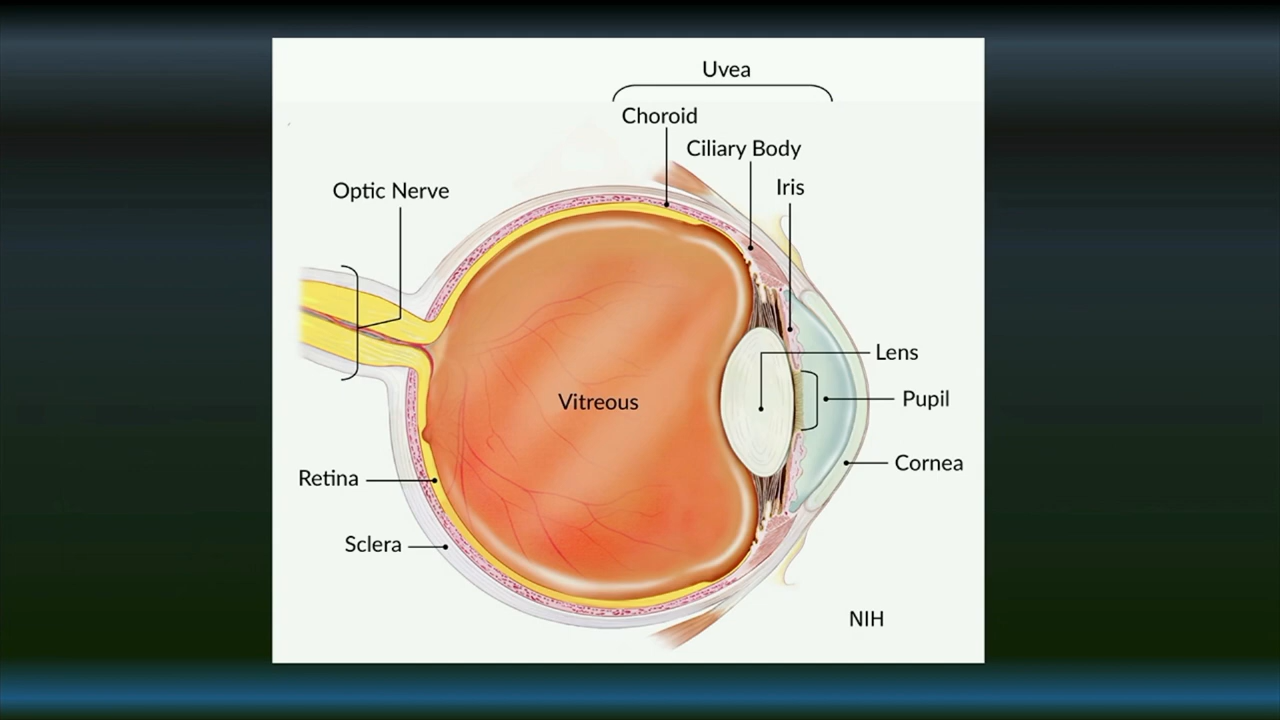 Uvea
Choroid
Ciliary Body
Iris
Optic Nerve
Lens
Pupil
Vitreous
Cornea
Retina
Sclera
NIH